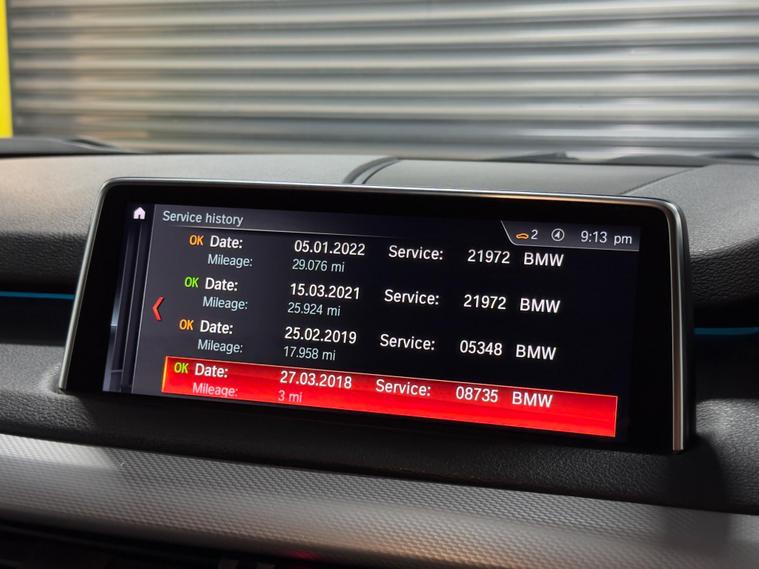 Service history
2 9:13 pm
OK Date: 05.01.2022 Service: 21972 BMW
Mileage: 29.076 mi
OK Date: 15.03.2021 Service: 21972 BMW
Mileage: 25.924 mi
OK Date: 25.02.2019 Service: 05348 BMW
Mileage: 17.958 mi
OK Date: 27.03.2018 Service: 08735 BMW
Mileage: 3 mi